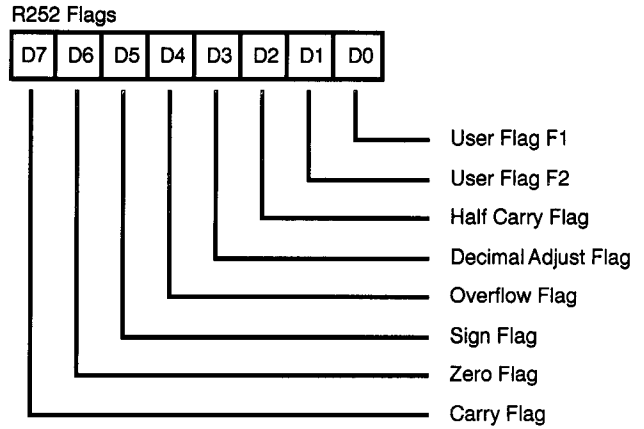 R252 Flags
D7 D6 D5 D4 D3 D2 D1 D0
User Flag F1
User Flag F2
Half Carry Flag
Decimal Adjust Flag
Overflow Flag
Sign Flag
Zero Flag
Carry Flag